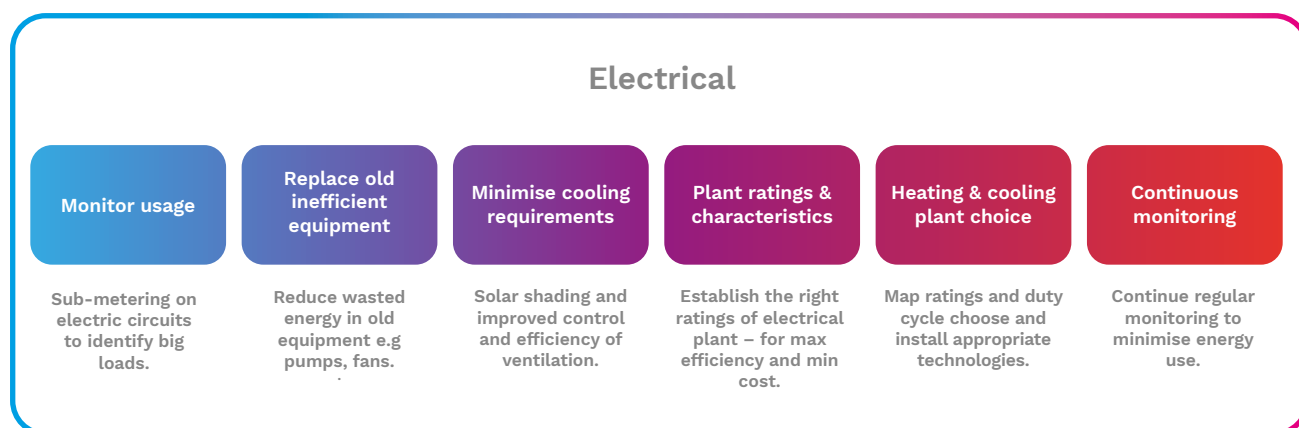 Electrical
Monitor usage
Replace old
inefficient
equipment
Minimise cooling
requirements
Plant ratings &
characteristics
Heating & cooling
plant choice
Continuous
monitoring
Sub-metering on
electric circuits
to identify big
loads.
Reduce wasted
energy in old
equipment e.g
pumps, fans.
.
Solar shading and
improved control
and efficiency of
ventilation.
Establish the right
ratings of electrical
plant – for max
efficiency and min
cost.
Map ratings and duty
cycle choose and
install appropriate
technologies.
Continue regular
monitoring to
minimise energy
use.